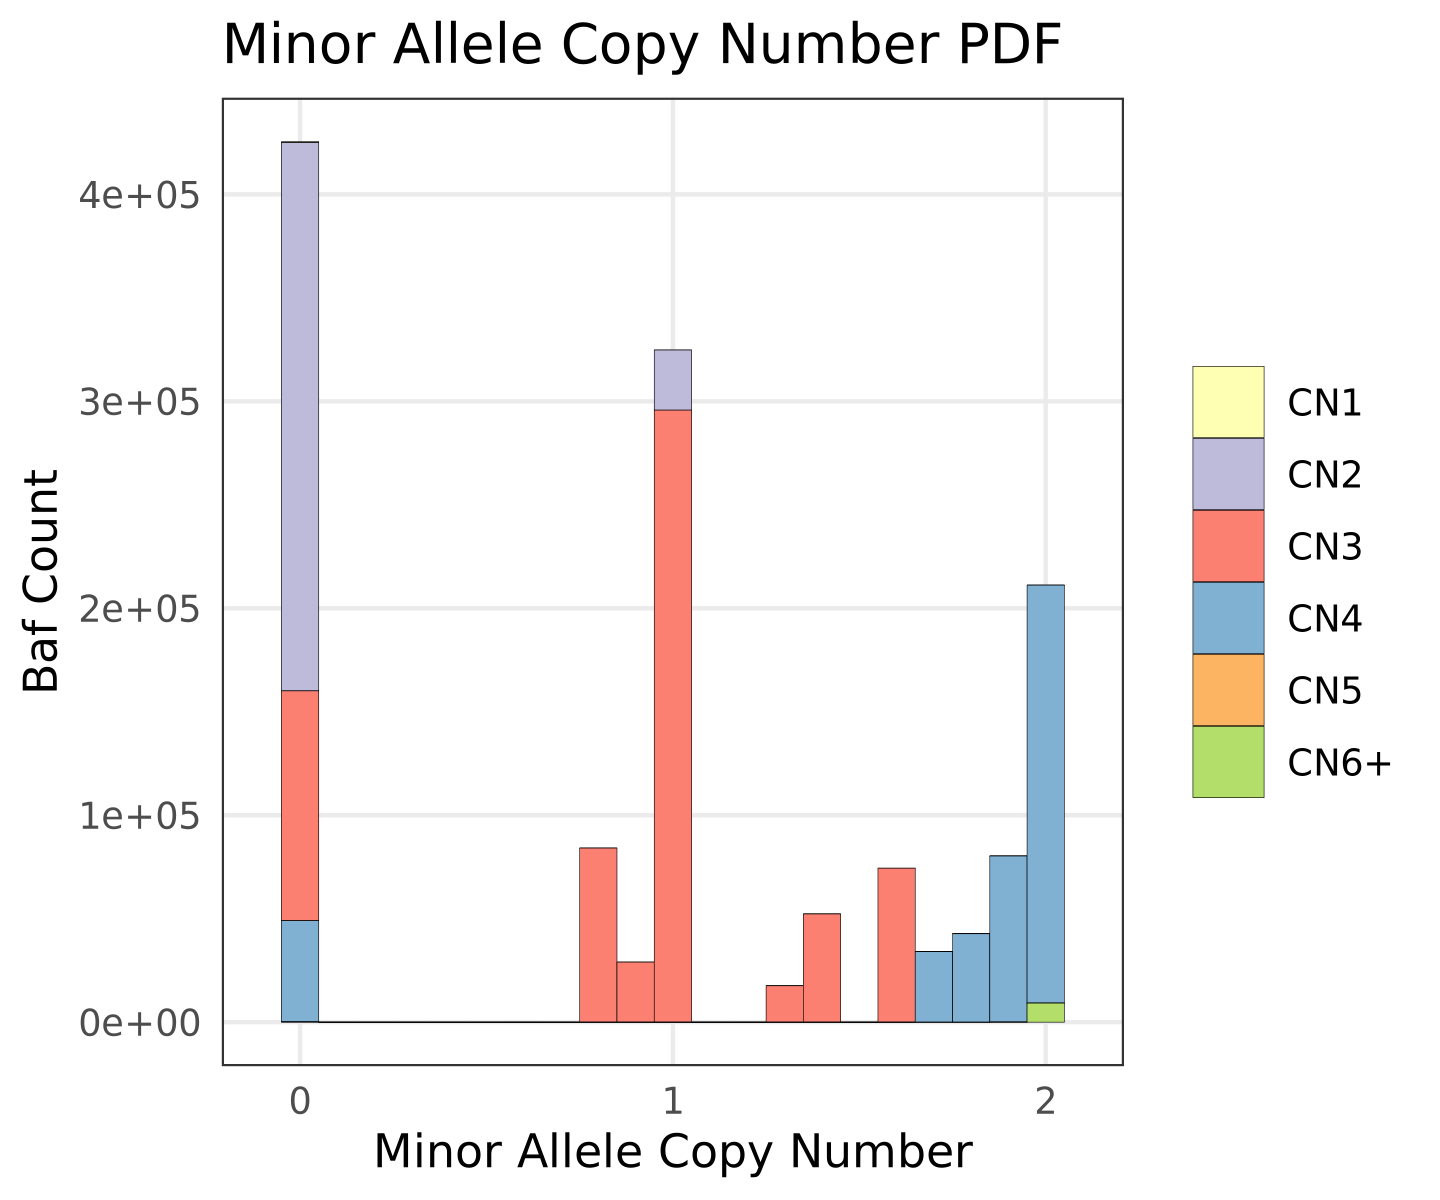 Minor Allele Copy Number PDF
Baf Count
4e+05
3e+05
2e+05
1e+05
0e+00
0
1
2
Minor Allele Copy Number
CN1
CN2
CN3
CN4
CN5
CN6+